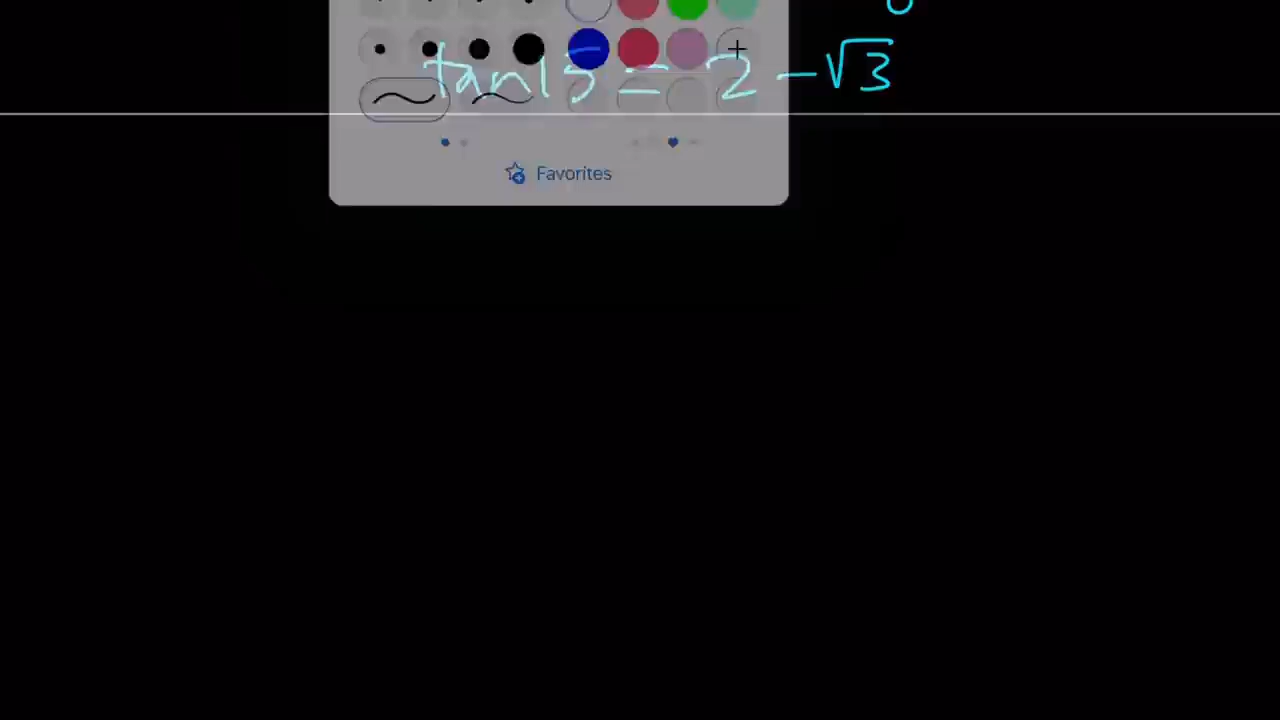 tan15 = 2 - √3
Favorites